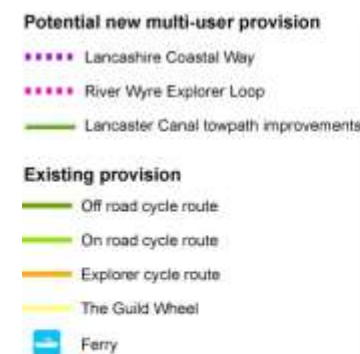 Potential new multi-user provision
Lancashire Coastal Way
River Wyre Explorer Loop
Lancaster Canal towpath improvements
Existing provision
Off road cycle route
On road cycle route
Explorer cycle route
The Guild Wheel
Ferry